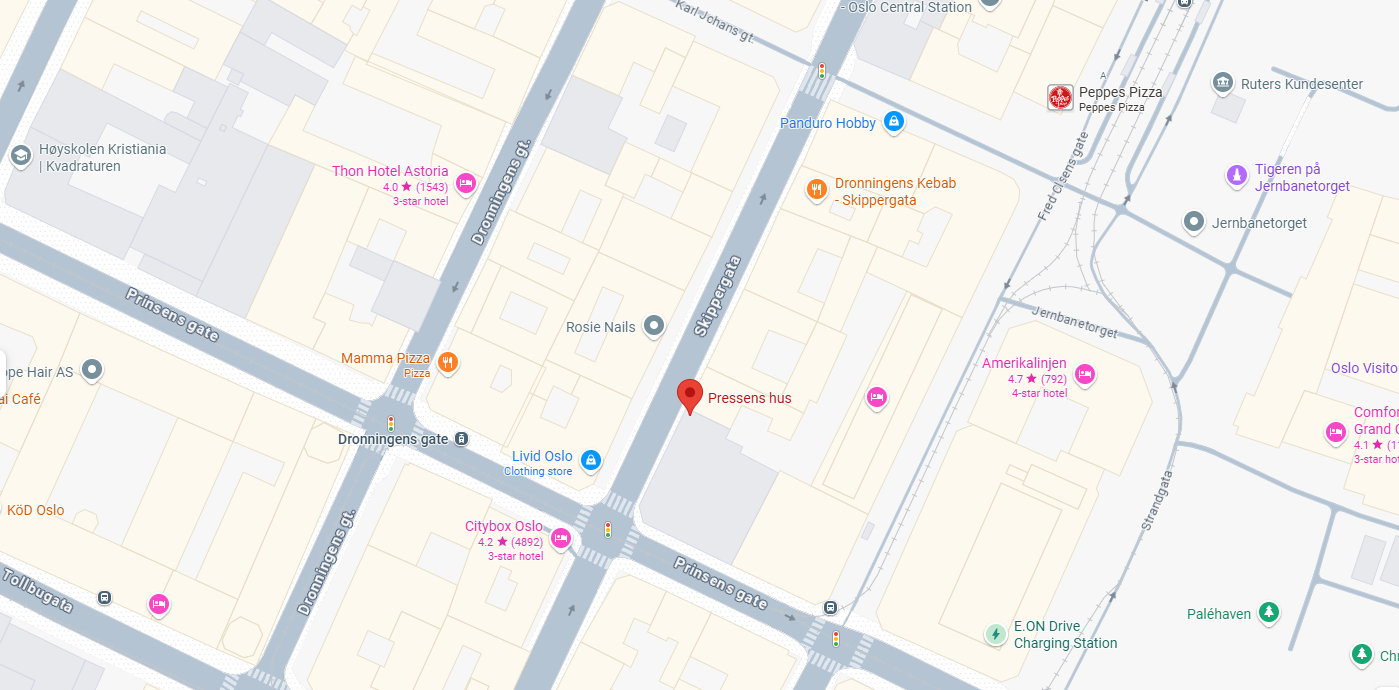 Karl Johans gt.
- Oslo Central Station
A
Peppes Pizza
Peppes Pizza
Ruters Kundesenter
Panduro Hobby
Høyskolen Kristiania
| Kvadraturen
Thon Hotel Astoria
4.0 ★ (1543)
3-star hotel
Dronningens gt.
Dronningens Kebab
- Skippergata
Fred Olsens gate
Tigeren på
Jernbanetorget
Jernbanetorget
Prinsens gate
Skippergata
Rosie Nails
Jernbanetorget
Mamma Pizza
Pizza
ope Hair AS
ai Café
Amerikalinjen
4.7 ★ (792)
4-star hotel
Oslo Visito
Pressens hus
Comfor
Grand C
4.1 ★ (11
3-star hot
Dronningens gate
Livid Oslo
Clothing store
KöD Oslo
Citybox Oslo
4.2 ★ (4892)
3-star hotel
Strandgata
Dronningens gt.
Tollbugata
Prinsens gate
Paléhaven
E.ON Drive
Charging Station
Chr